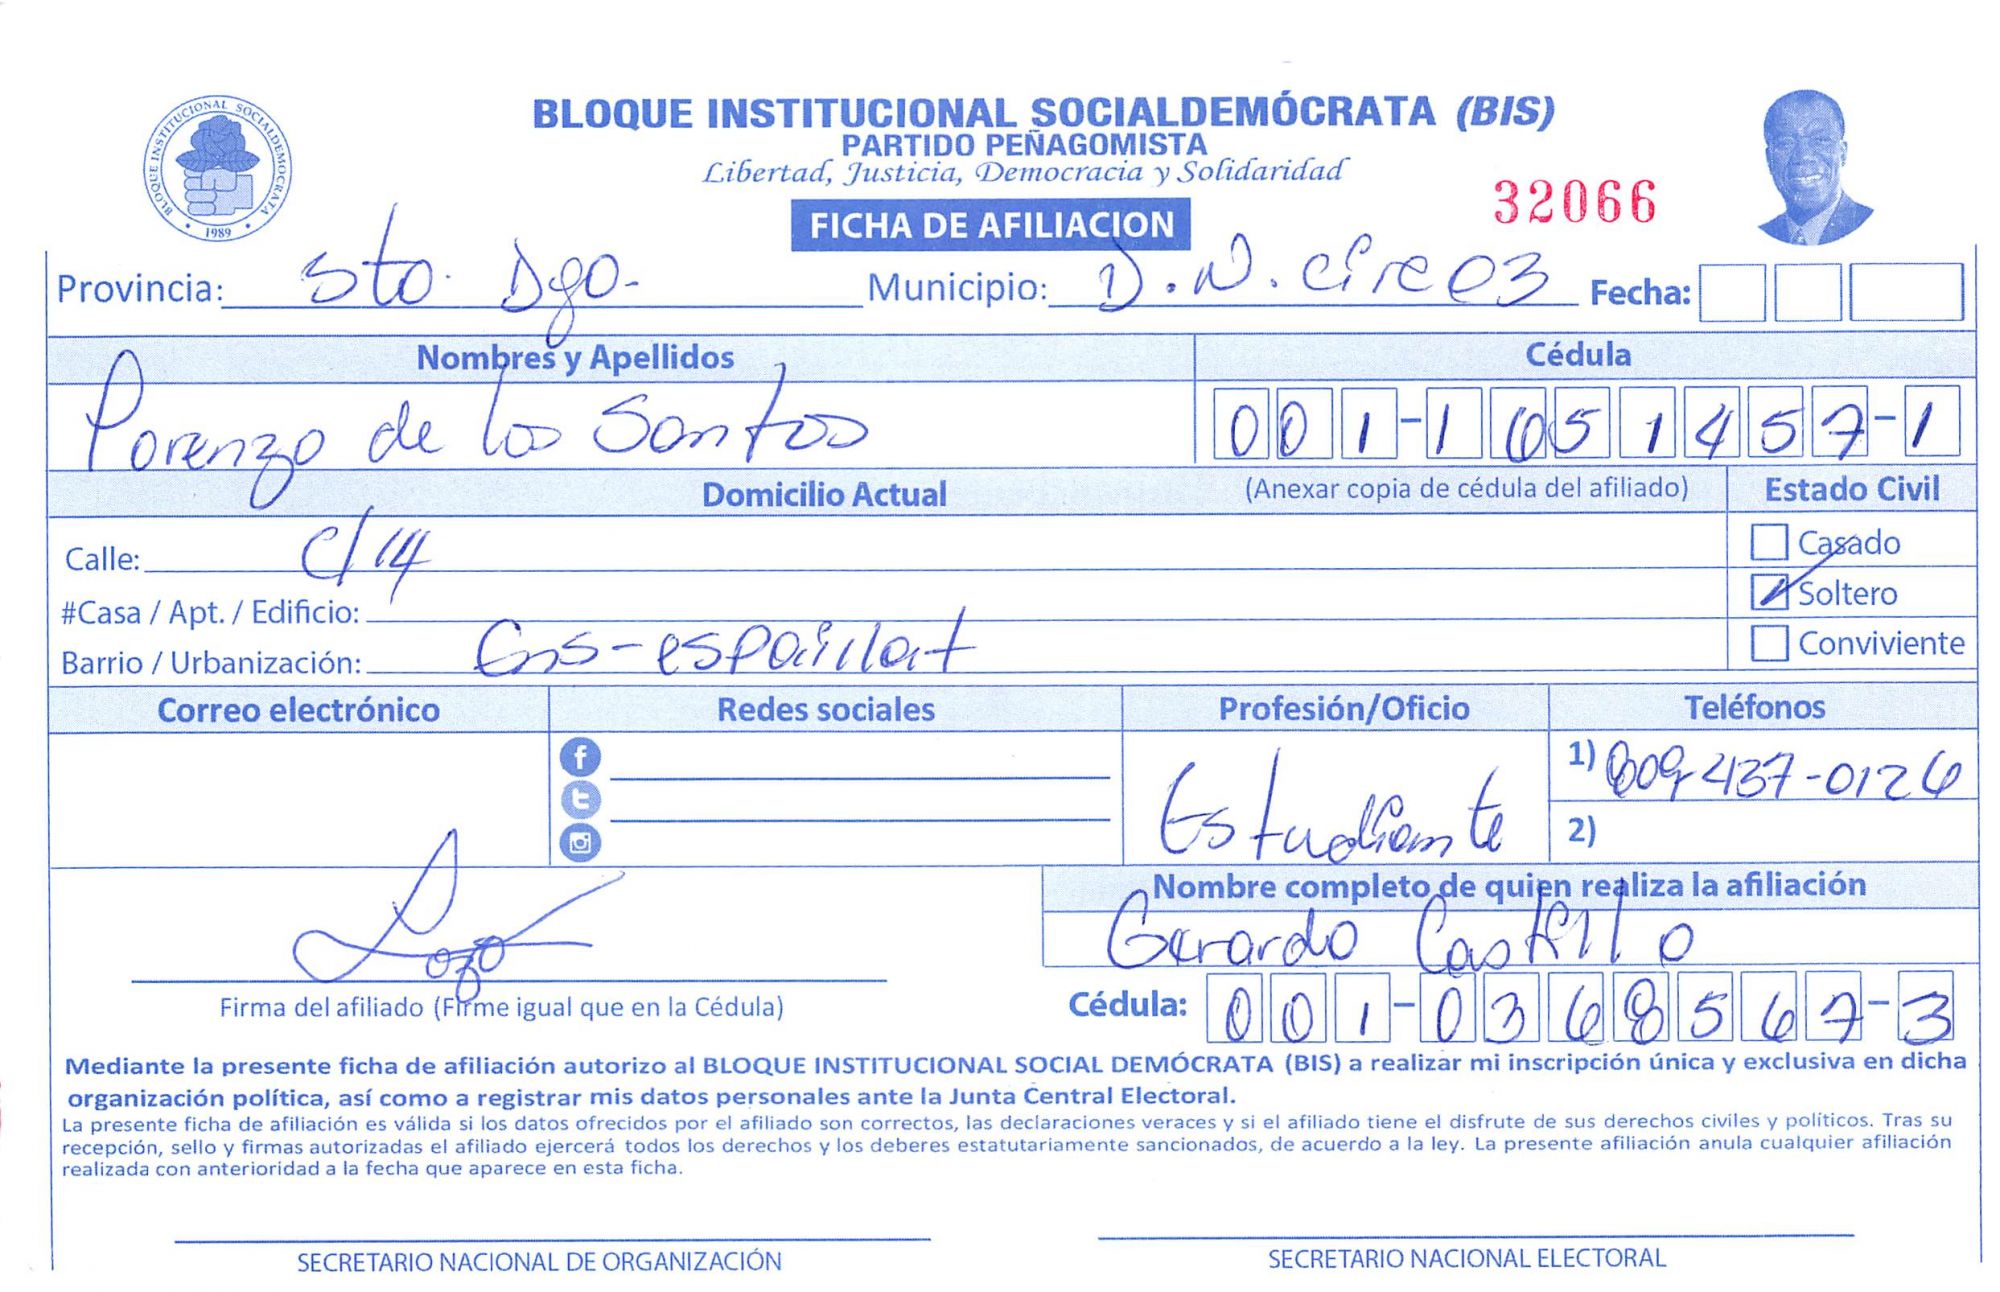 BLOQUE INSTITUCIONAL SOCIALDEMÓCRATA (BIS)
PARTIDO PEÑAGOMISTA
Libertad, Justicia, Democracia y Solidaridad
BLOQUE INSTITUCIONAL SOCIALDEMOCRATA
1989
32066
FICHA DE AFILIACION
Provincia: Sto. Dgo. Municipio: D.N. circ 03 Fecha:
Nombres y Apellidos Cédula
Porenzo de los Santos 001-1651457-1
Domicilio Actual (Anexar copia de cédula del afiliado) Estado Civil
Calle: C/14 Casado
#Casa / Apt. / Edificio: Soltero
Barrio / Urbanización: Ens-espaillat Conviviente
Correo electrónico Redes sociales Profesión/Oficio Teléfonos
Estudiante 1) 809-437-0126
2)
Nombre completo de quien realiza la afiliación
Gerardo Castillo
Firma del afiliado (Firme igual que en la Cédula) Cédula: 001-0368567-3
Mediante la presente ficha de afiliación autorizo al BLOQUE INSTITUCIONAL SOCIAL DEMÓCRATA (BIS) a realizar mi inscripción única y exclusiva en dicha
organización política, así como a registrar mis datos personales ante la Junta Central Electoral.
La presente ficha de afiliación es válida si los datos ofrecidos por el afiliado son correctos, las declaraciones veraces y si el afiliado tiene el disfrute de sus derechos civiles y políticos. Tras su
recepción, sello y firmas autorizadas el afiliado ejercerá todos los derechos y los deberes estatutariamente sancionados, de acuerdo a la ley. La presente afiliación anula cualquier afiliación
realizada con anterioridad a la fecha que aparece en esta ficha.
SECRETARIO NACIONAL DE ORGANIZACIÓN SECRETARIO NACIONAL ELECTORAL